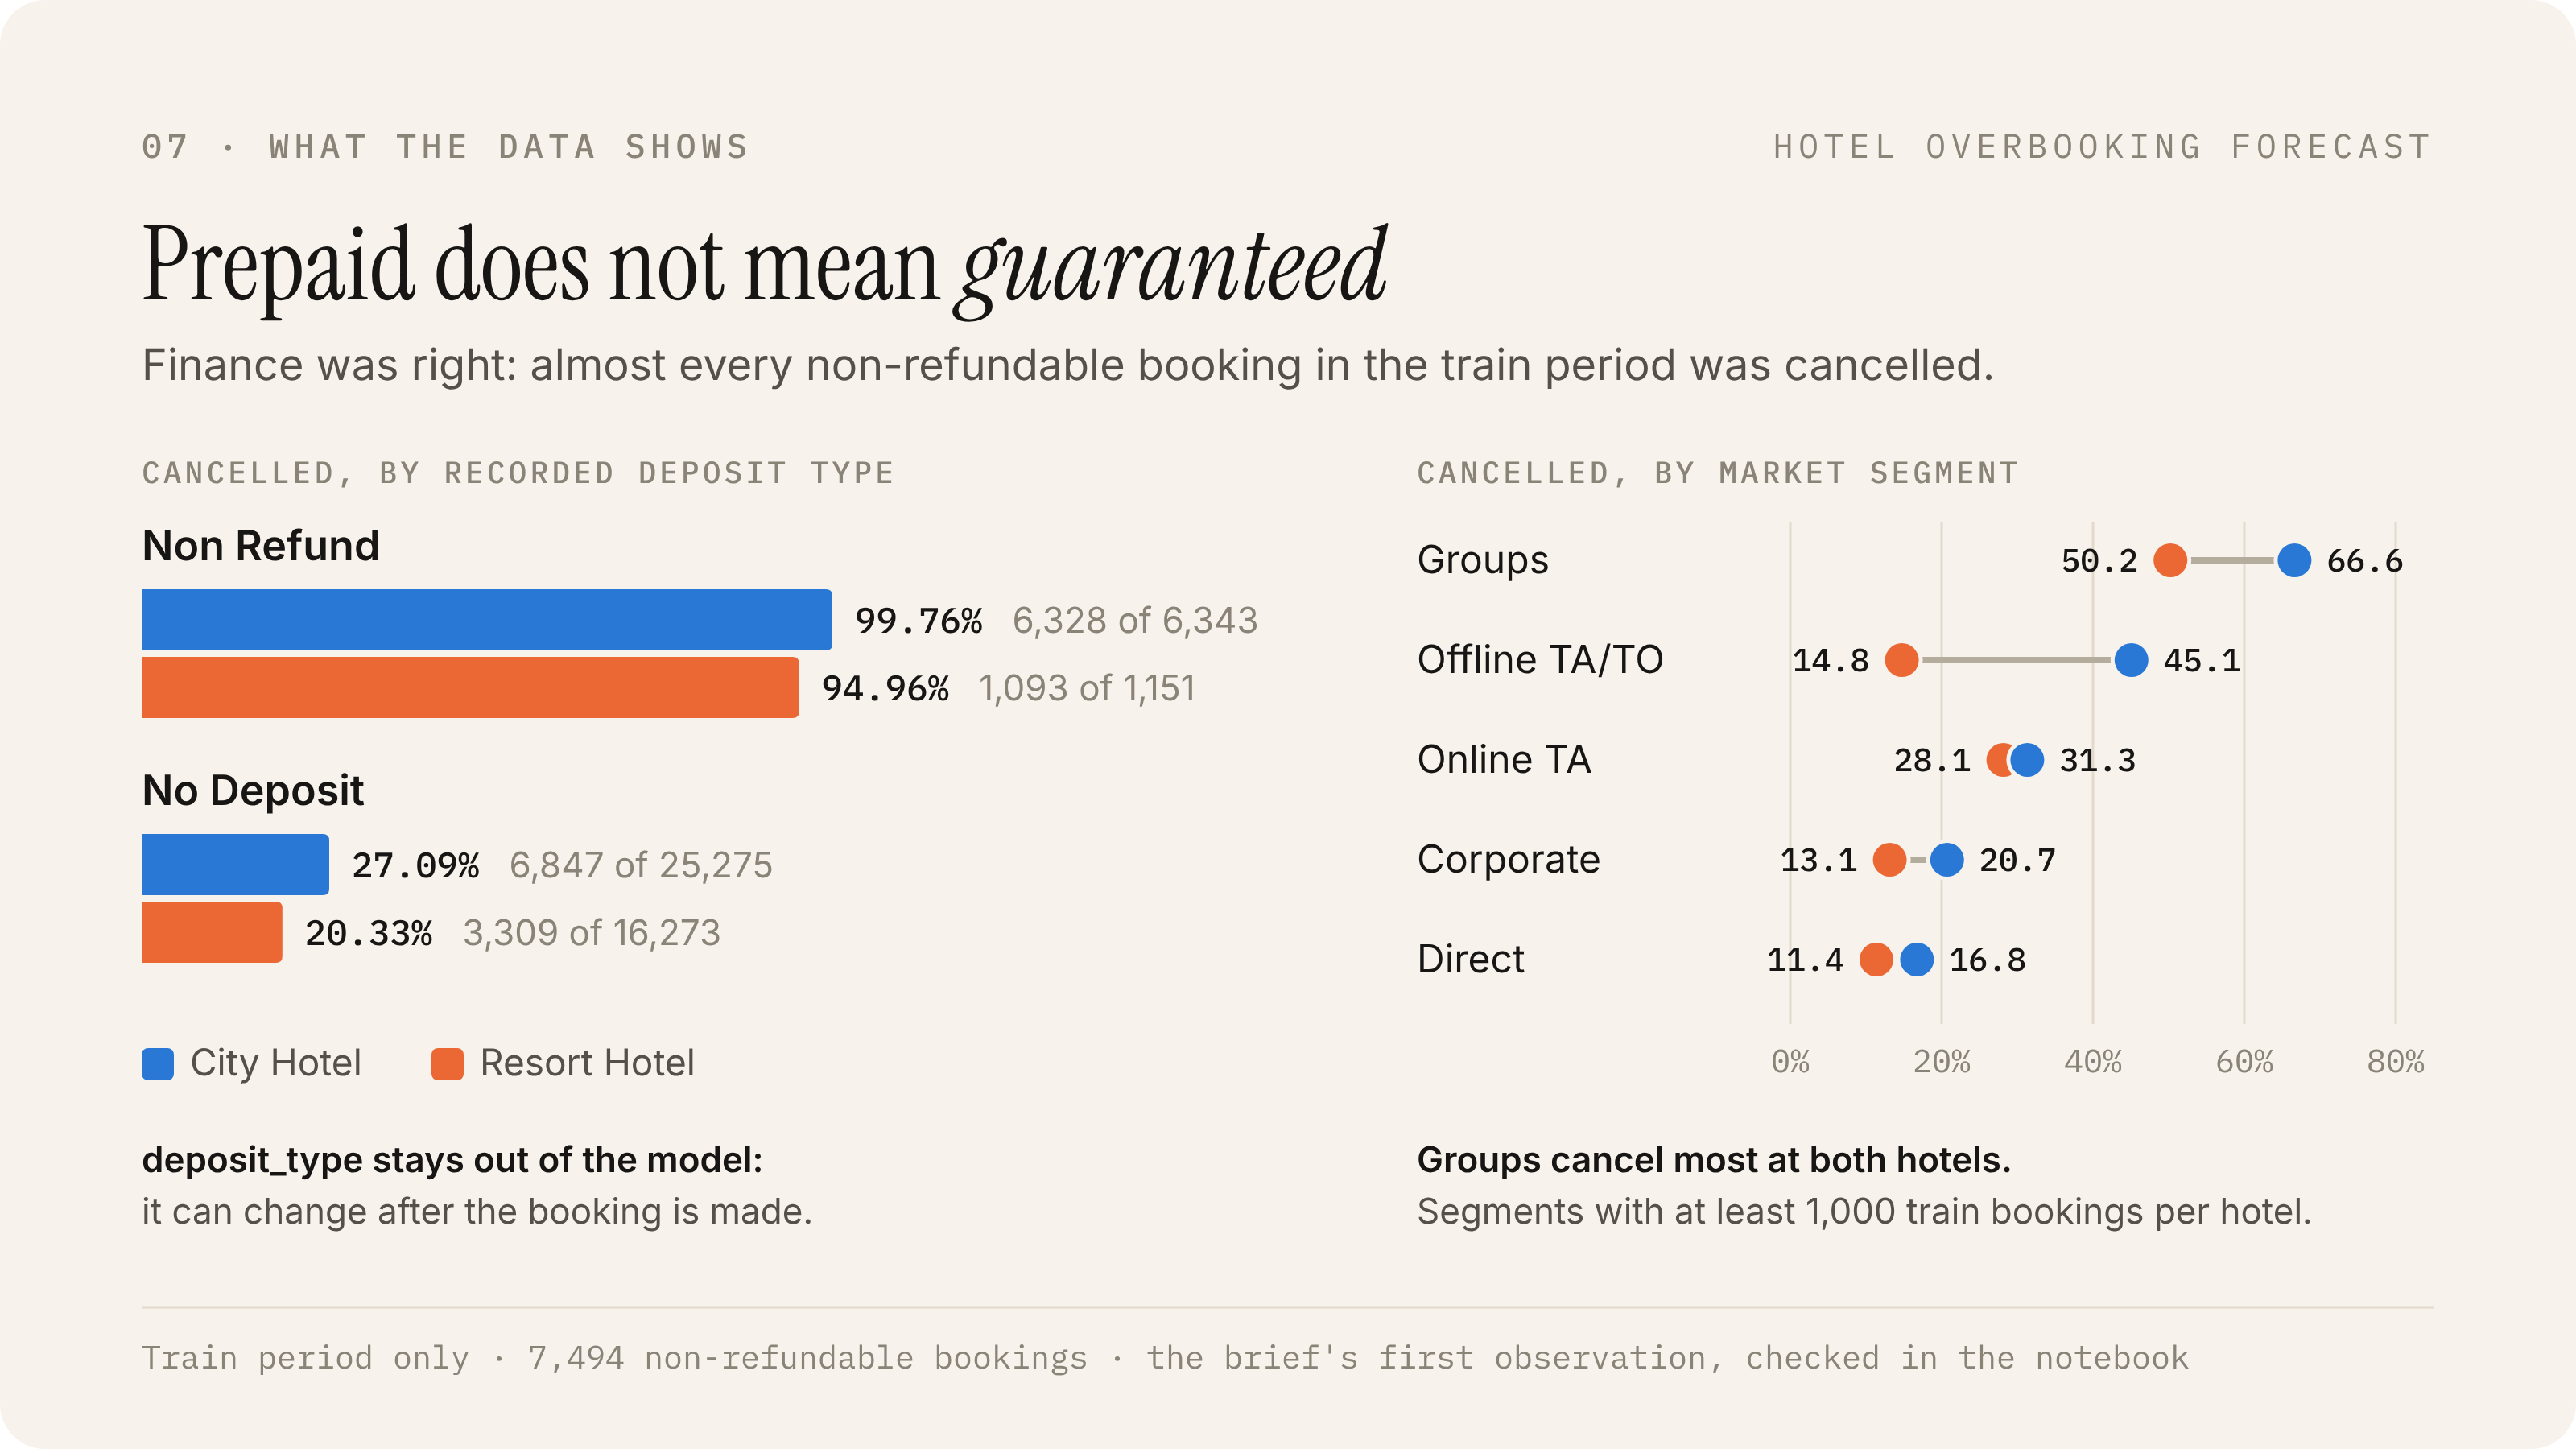 07 · WHAT THE DATA SHOWS
HOTEL OVERBOOKING FORECAST
Prepaid does not mean guaranteed
Finance was right: almost every non-refundable booking in the train period was cancelled.
CANCELLED, BY RECORDED DEPOSIT TYPE
Non Refund
99.76% 6,328 of 6,343
94.96% 1,093 of 1,151
No Deposit
27.09% 6,847 of 25,275
20.33% 3,309 of 16,273
City Hotel Resort Hotel
deposit_type stays out of the model:
it can change after the booking is made.
CANCELLED, BY MARKET SEGMENT
Groups 50.2 66.6
Offline TA/TO 14.8 45.1
Online TA 28.1 31.3
Corporate 13.1 20.7
Direct 11.4 16.8
0% 20% 40% 60% 80%
Groups cancel most at both hotels.
Segments with at least 1,000 train bookings per hotel.
Train period only · 7,494 non-refundable bookings · the brief's first observation, checked in the notebook